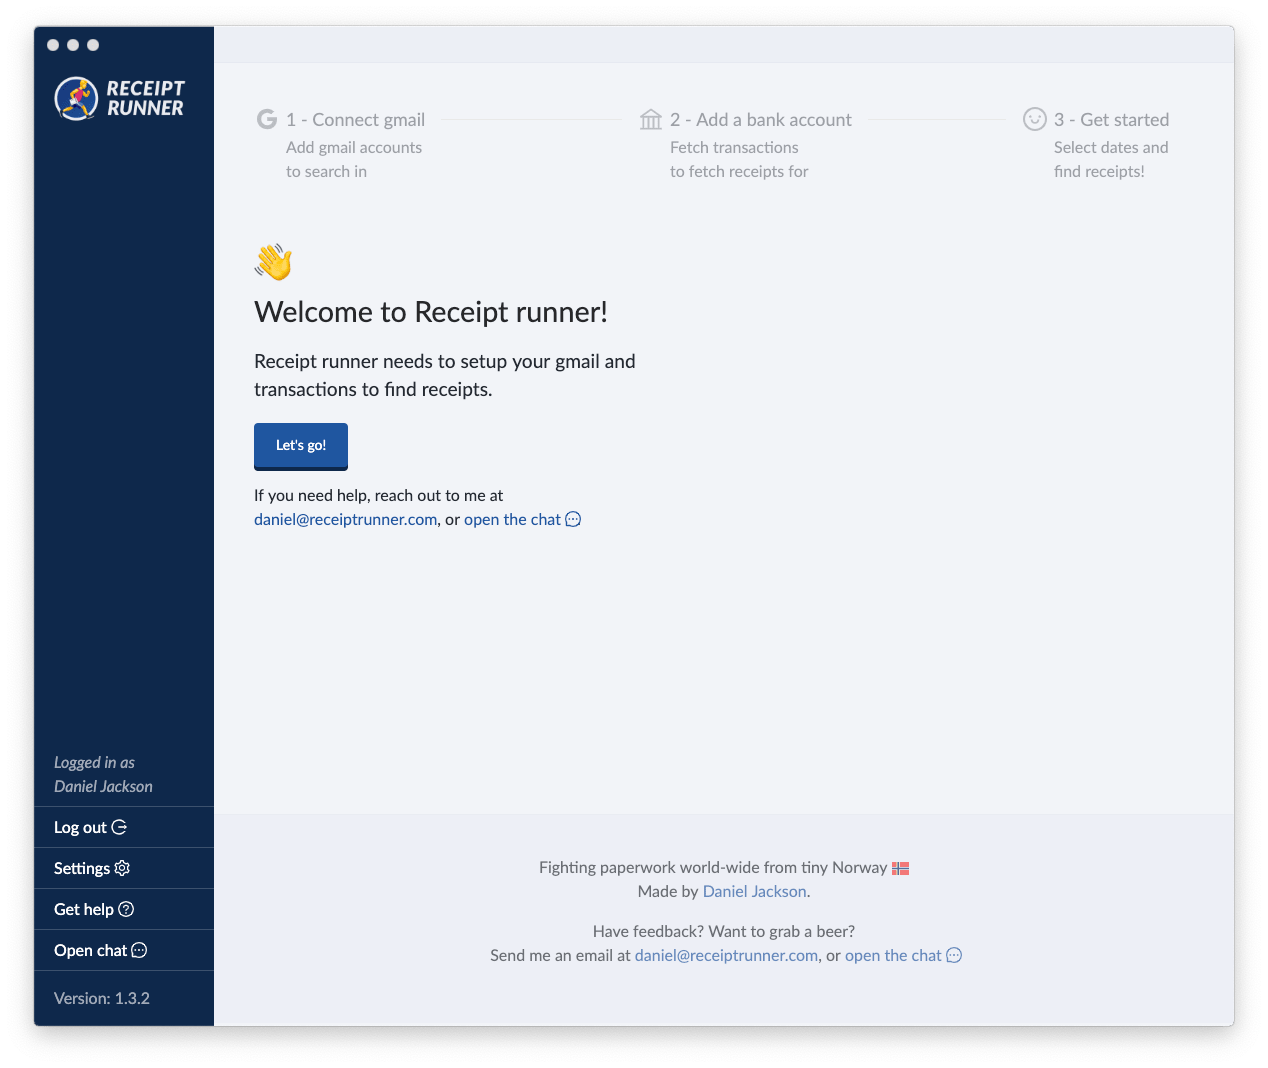 RECEIPT
RUNNER
1 - Connect gmail
Add gmail accounts
to search in
2 - Add a bank account
Fetch transactions
to fetch receipts for
3 - Get started
Select dates and
find receipts!
Welcome to Receipt runner!
Receipt runner needs to setup your gmail and
transactions to find receipts.
Let's go!
If you need help, reach out to me at
daniel@receiptrunner.com, or open the chat
Logged in as
Daniel Jackson
Log out
Settings
Get help
Open chat
Version: 1.3.2
Fighting paperwork world-wide from tiny Norway
Made by Daniel Jackson.
Have feedback? Want to grab a beer?
Send me an email at daniel@receiptrunner.com, or open the chat